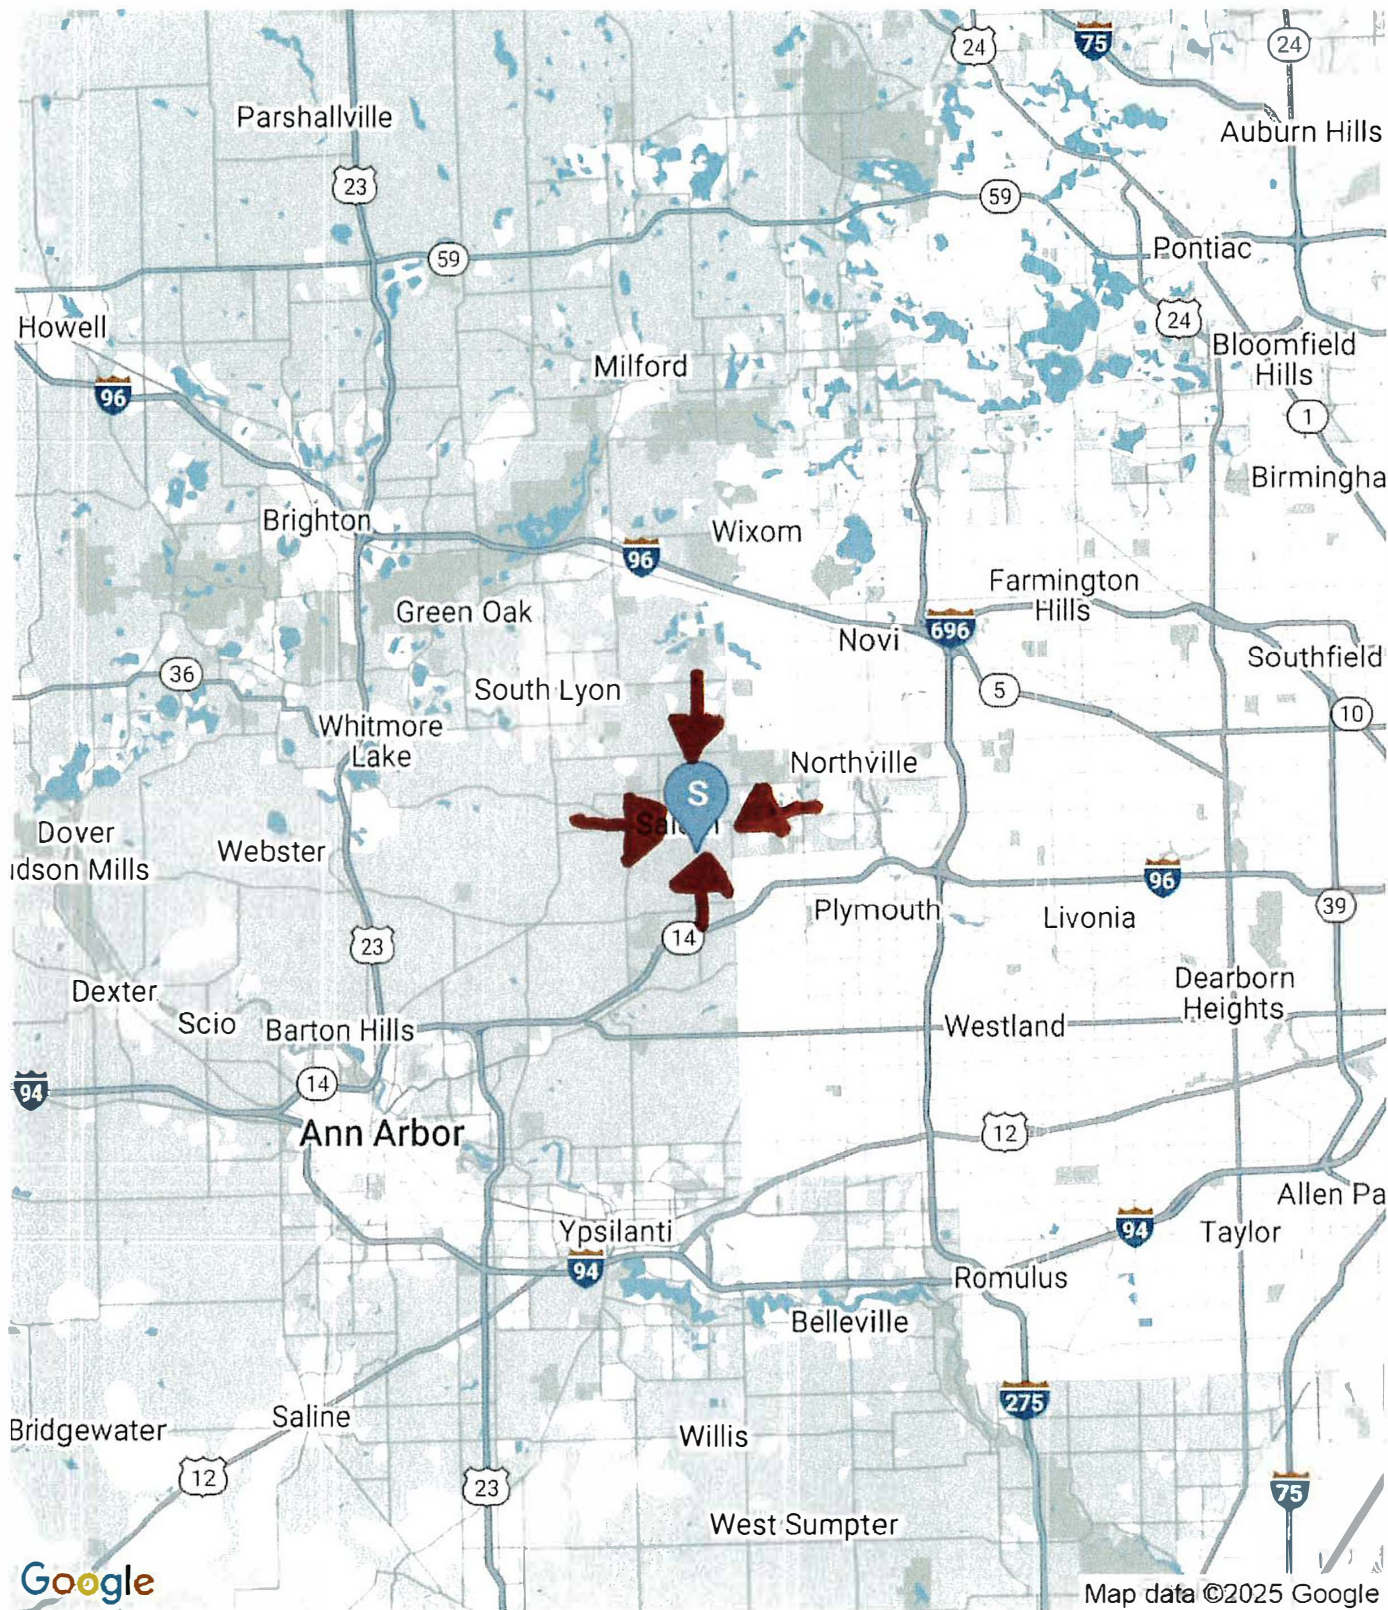 24
75
24
Parshallville
Auburn Hills
23
59
59
Pontiac
Howell
24
Bloomfield
Hills
Milford
96
1
Birmingha
Brighton
Wixom
96
Farmington
Hills
Green Oak
696
Novi
Southfield
36
South Lyon
5
10
Whitmore
Lake
Northville
S
Dover
udson Mills
Webster
96
Plymouth
Livonia
39
14
23
Dexter
Dearborn
Heights
Scio
Barton Hills
Westland
94
14
Ann Arbor
12
Allen Pa
Ypsilanti
94
Taylor
94
Romulus
Belleville
275
Saline
Bridgewater
Willis
12
23
75
West Sumpter
Google
Map data ©2025 Google